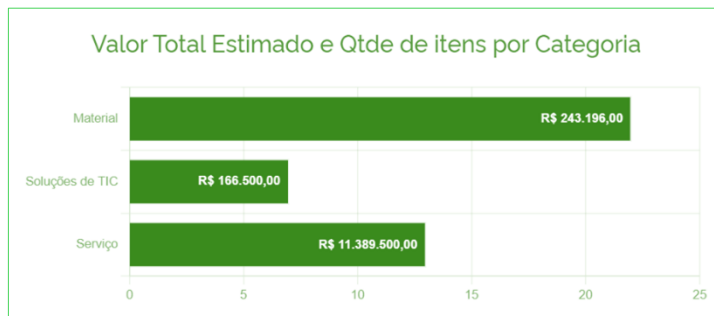 Valor Total Estimado e Qtde de itens por Categoria
Material
R$ 243.196,00
Soluções de TIC
R$ 166.500,00
Serviço
R$ 11.389.500,00
0 5 10 15 20 25